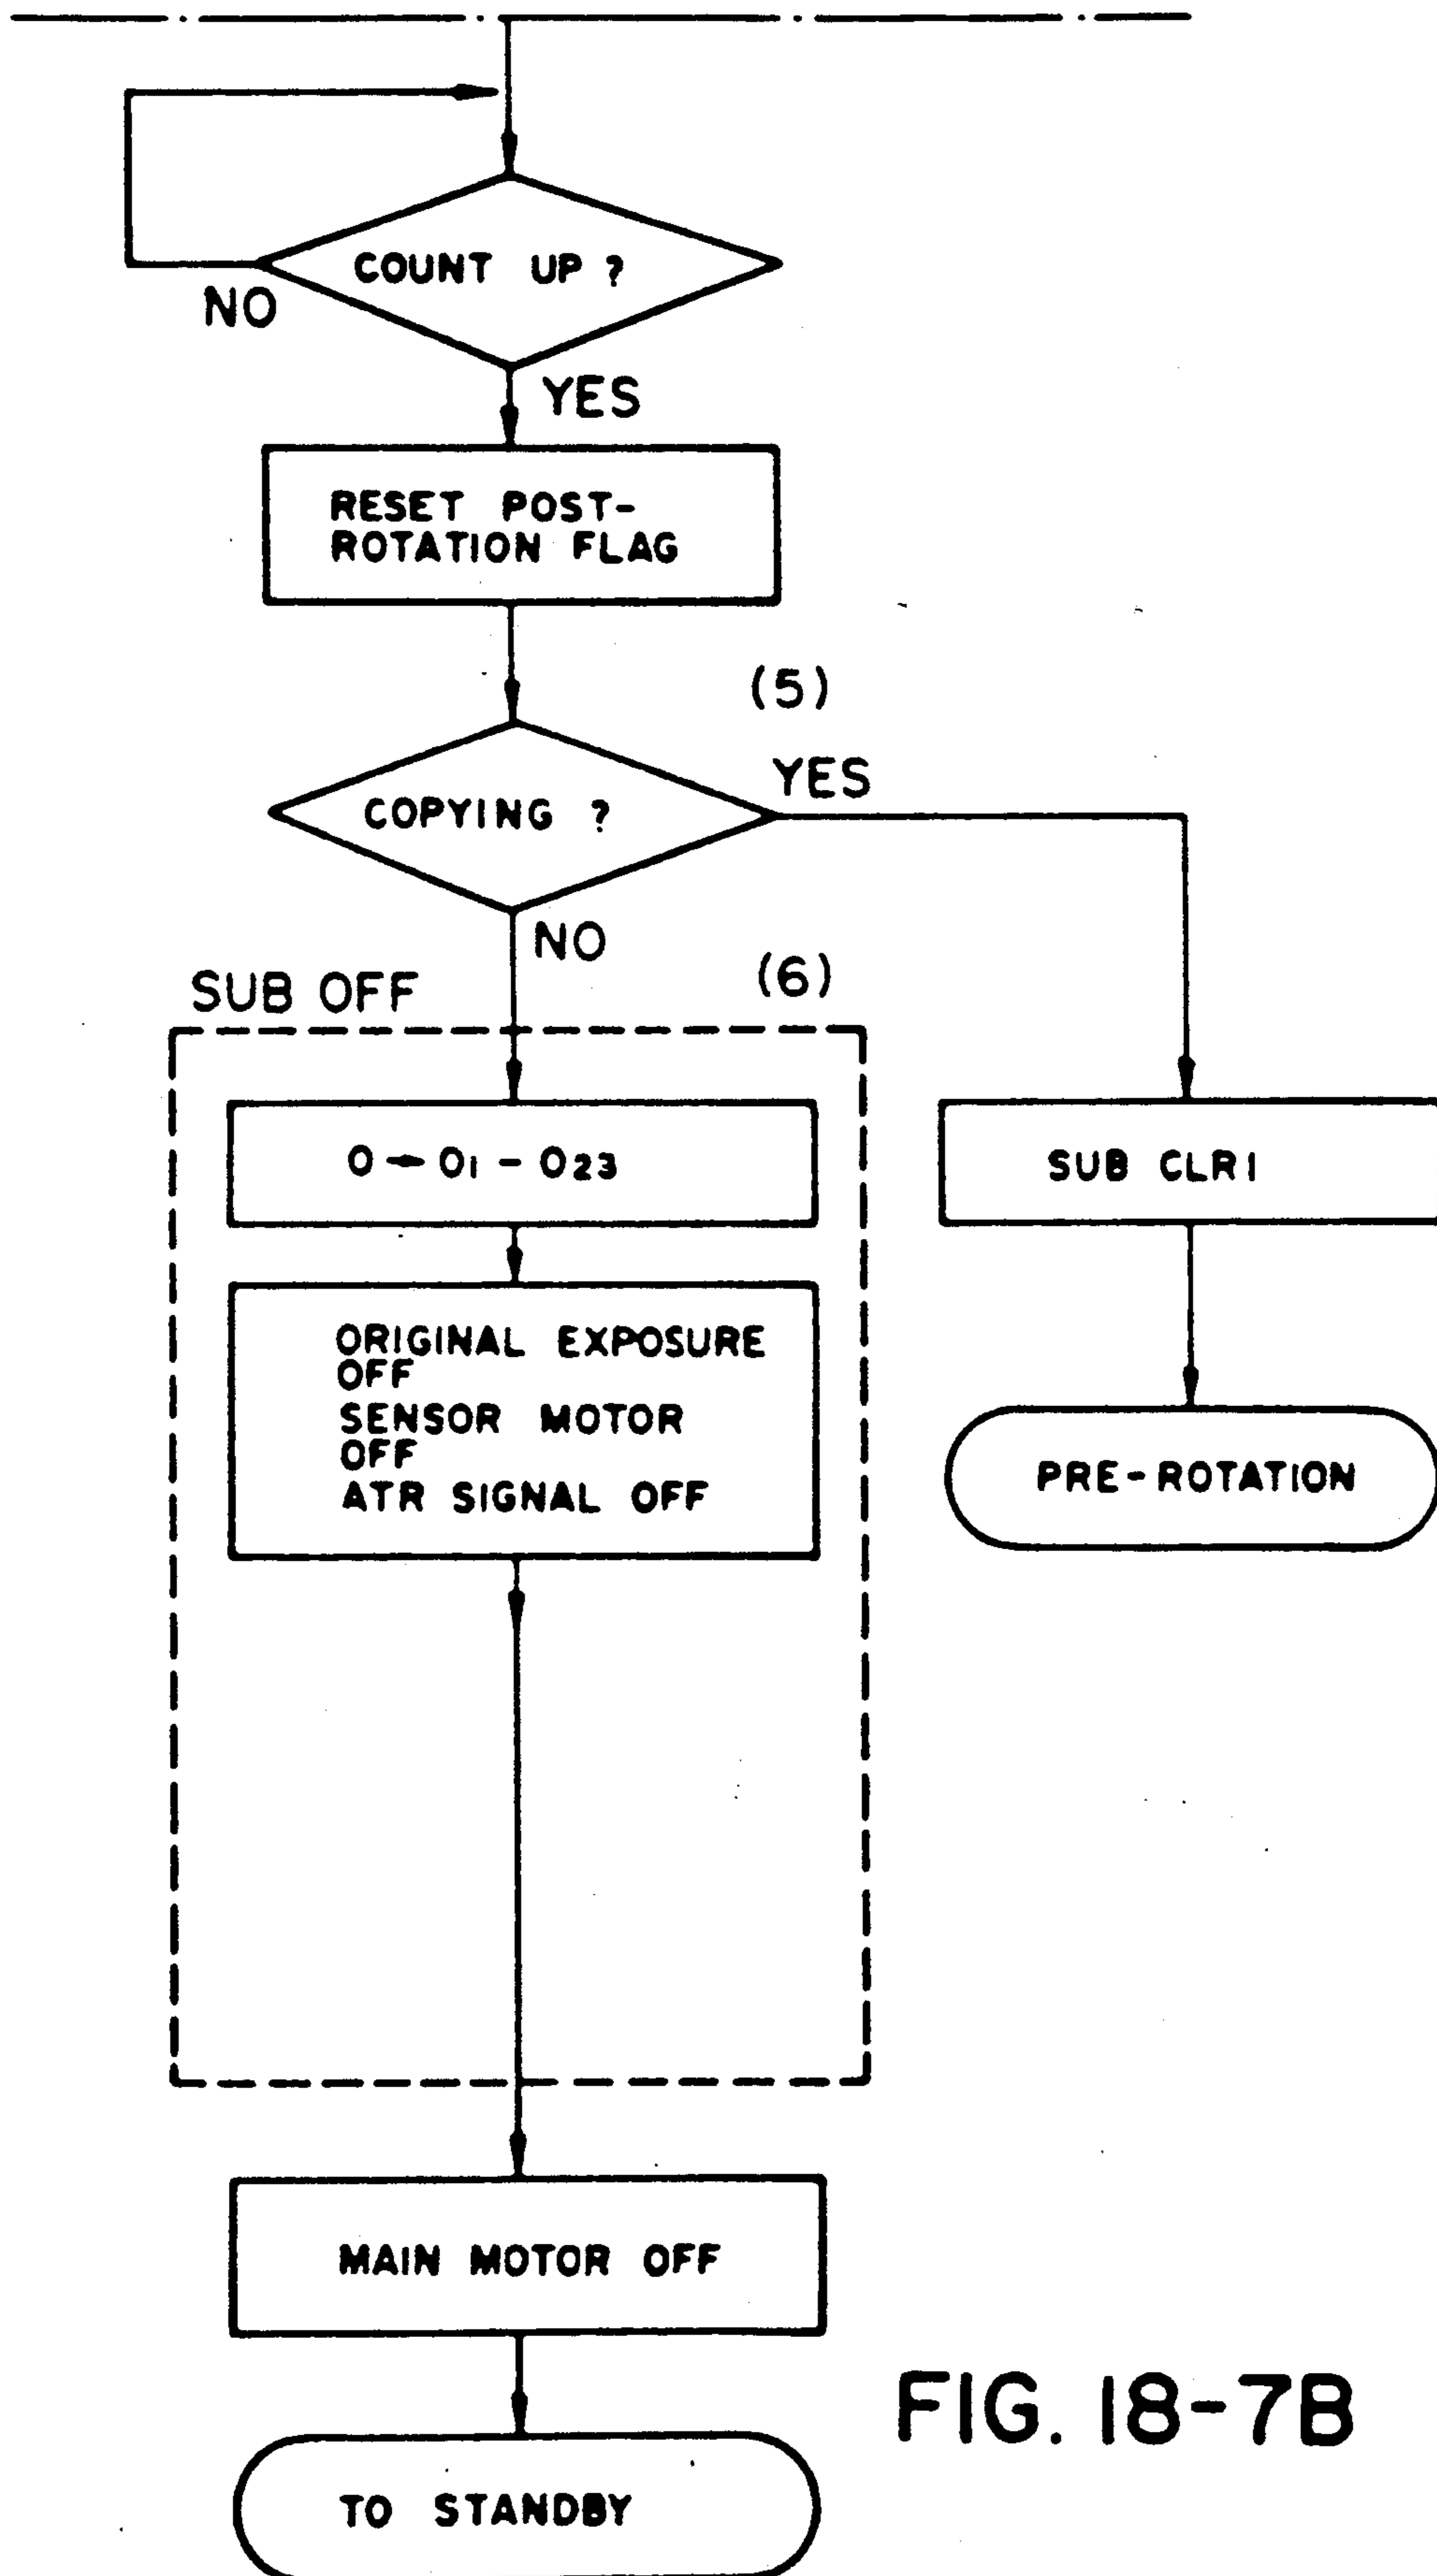 COUNT UP ?
NO
YES
RESET POST-
ROTATION FLAG
(5)
COPYING ?
YES
NO
(6)
SUB OFF
O ← O1 - O23
SUB CLR1
ORIGINAL EXPOSURE
OFF
SENSOR MOTOR
OFF
ATR SIGNAL OFF
PRE-ROTATION
MAIN MOTOR OFF
FIG. 18-7B
TO STANDBY